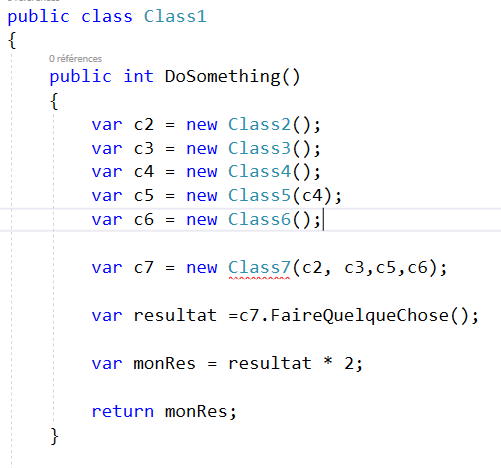 public class Class1
{
0 références
public int DoSomething()
{
var c2 = new Class2();
var c3 = new Class3();
var c4 = new Class4();
var c5 = new Class5(c4);
var c6 = new Class6();
var c7 = new Class7(c2, c3,c5,c6);
var resultat =c7.FaireQuelqueChose();
var monRes = resultat * 2;
return monRes;
}